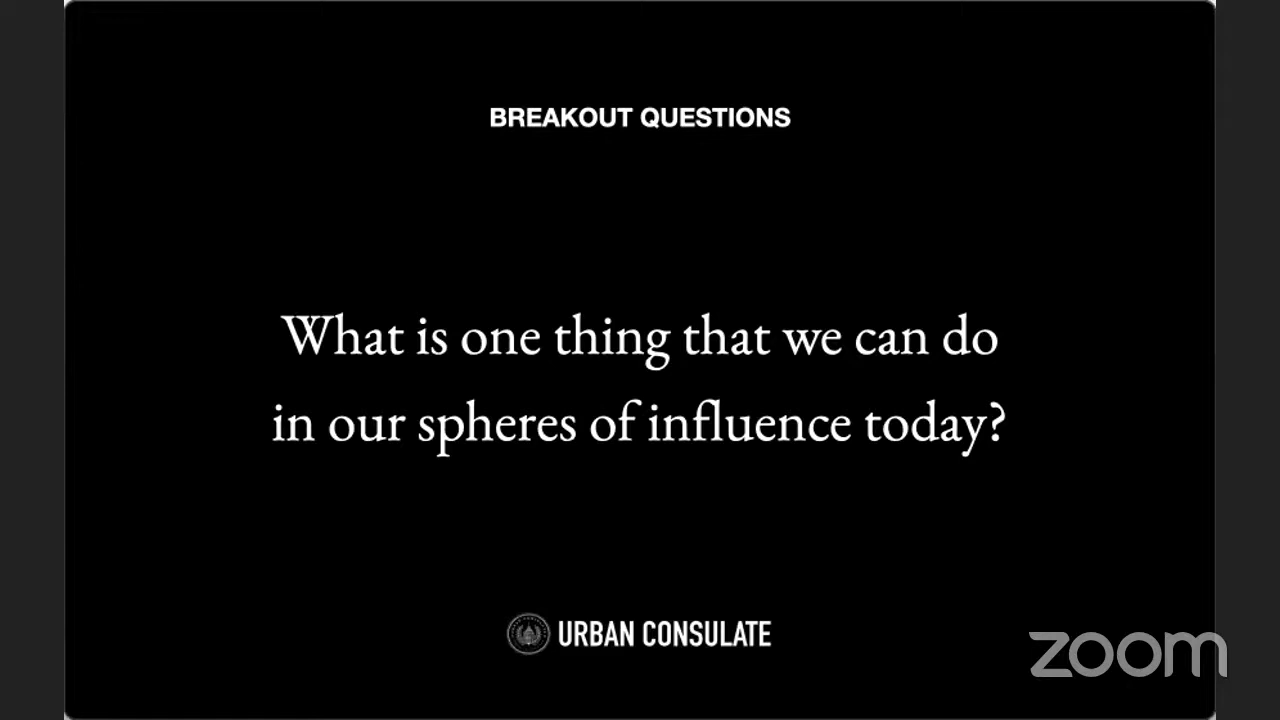 BREAKOUT QUESTIONS
What is one thing that we can do
in our spheres of influence today?
URBAN CONSULATE
zoom